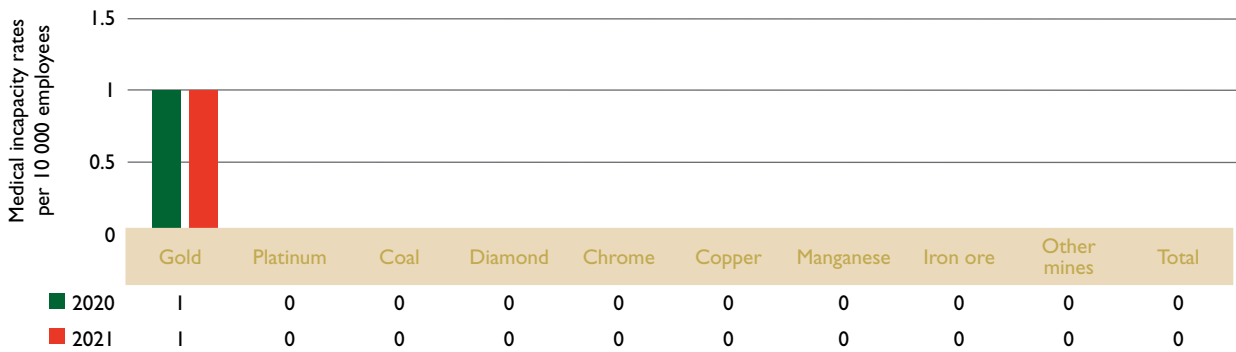 Medical incapacity rates
per 10 000 employees
1.5
1
0.5
0
Gold Platinum Coal Diamond Chrome Copper Manganese Iron ore Other mines Total
2020 1 0 0 0 0 0 0 0 0 0
2021 1 0 0 0 0 0 0 0 0 0